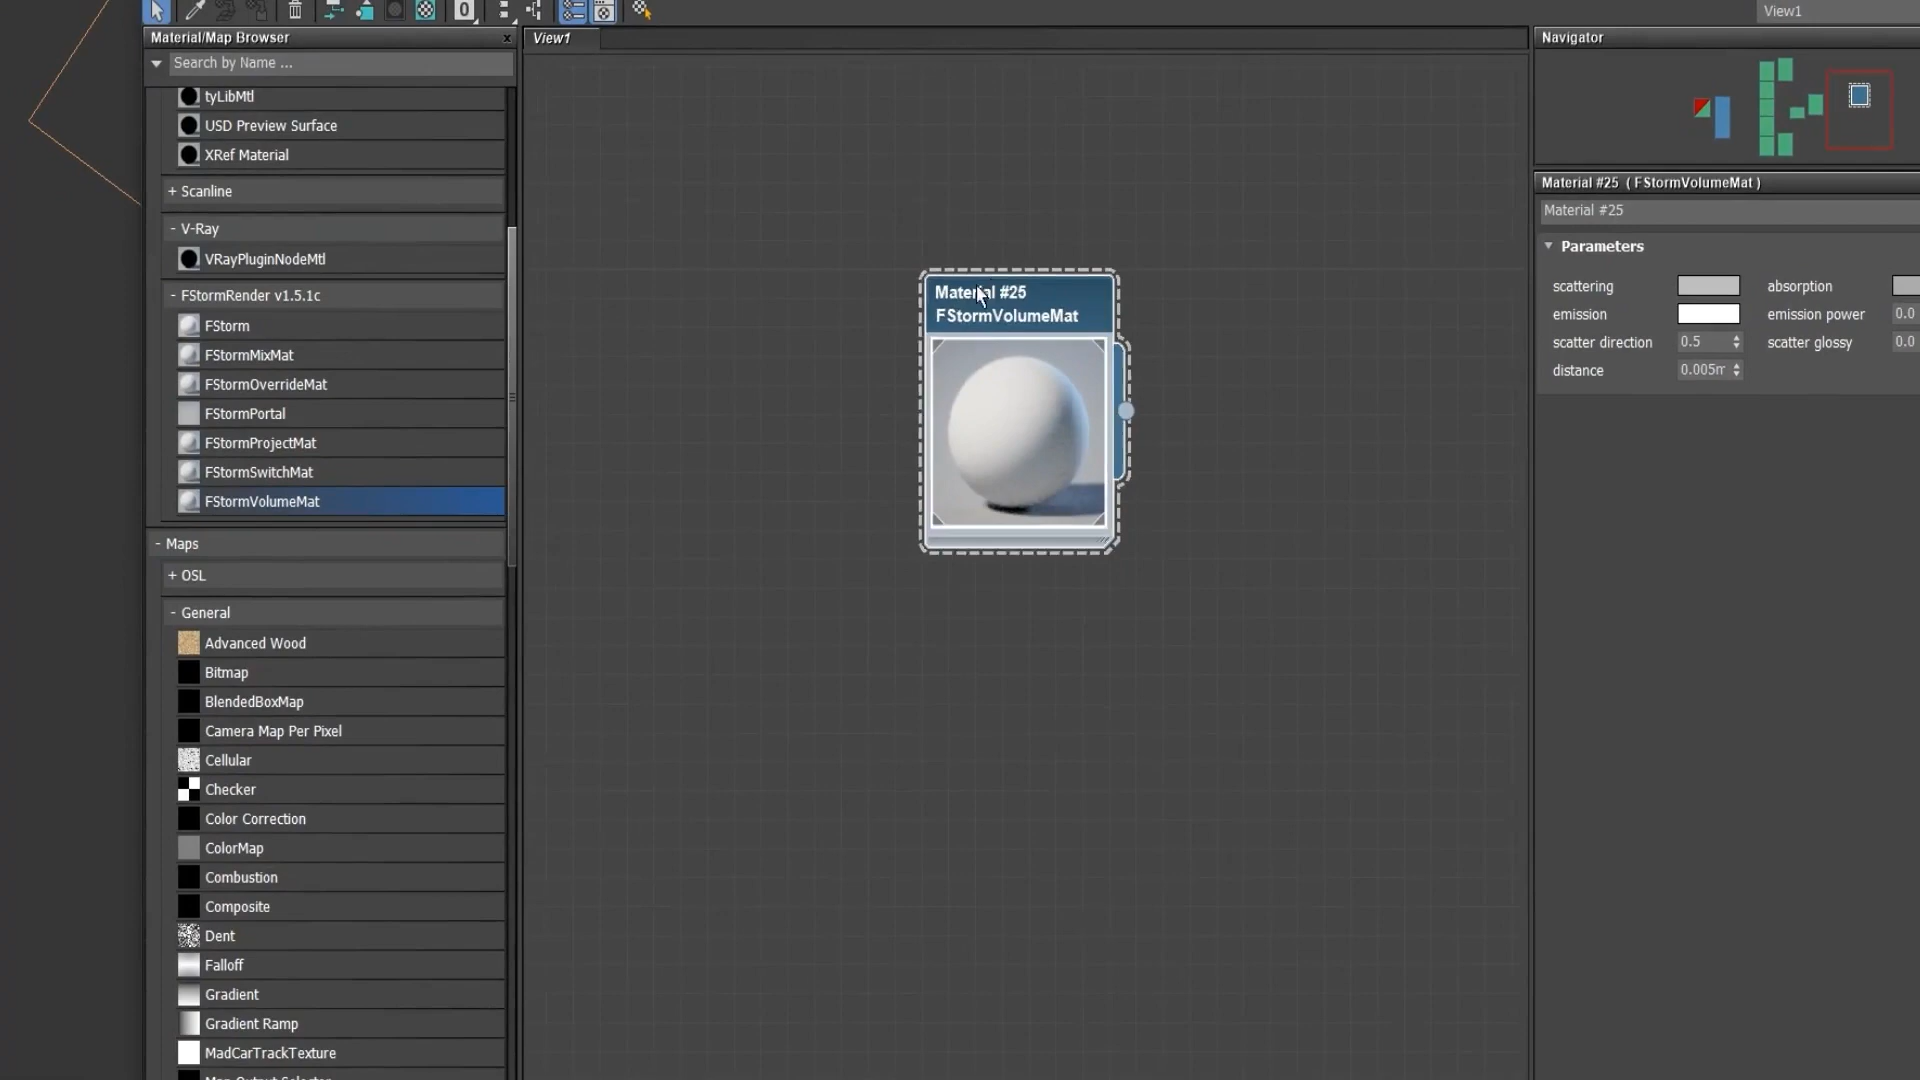 0
View1
Material/Map Browser x
View1
Navigator
Search by Name ...
tyLibMtl
USD Preview Surface
XRef Material
+ Scanline
- V-Ray
VRayPluginNodeMtl
- FStormRender v1.5.1c
FStorm
FStormMixMat
FStormOverrideMat
FStormPortal
FStormProjectMat
FStormSwitchMat
FStormVolumeMat
- Maps
+ OSL
- General
Advanced Wood
Bitmap
BlendedBoxMap
Camera Map Per Pixel
Cellular
Checker
Color Correction
ColorMap
Combustion
Composite
Dent
Falloff
Gradient
Gradient Ramp
MadCarTrackTexture
Material #25
FStormVolumeMat
Material #25 ( FStormVolumeMat )
Material #25
Parameters
scattering absorption
emission emission power 0.0
scatter direction 0.5 scatter glossy 0.0
distance 0.005m